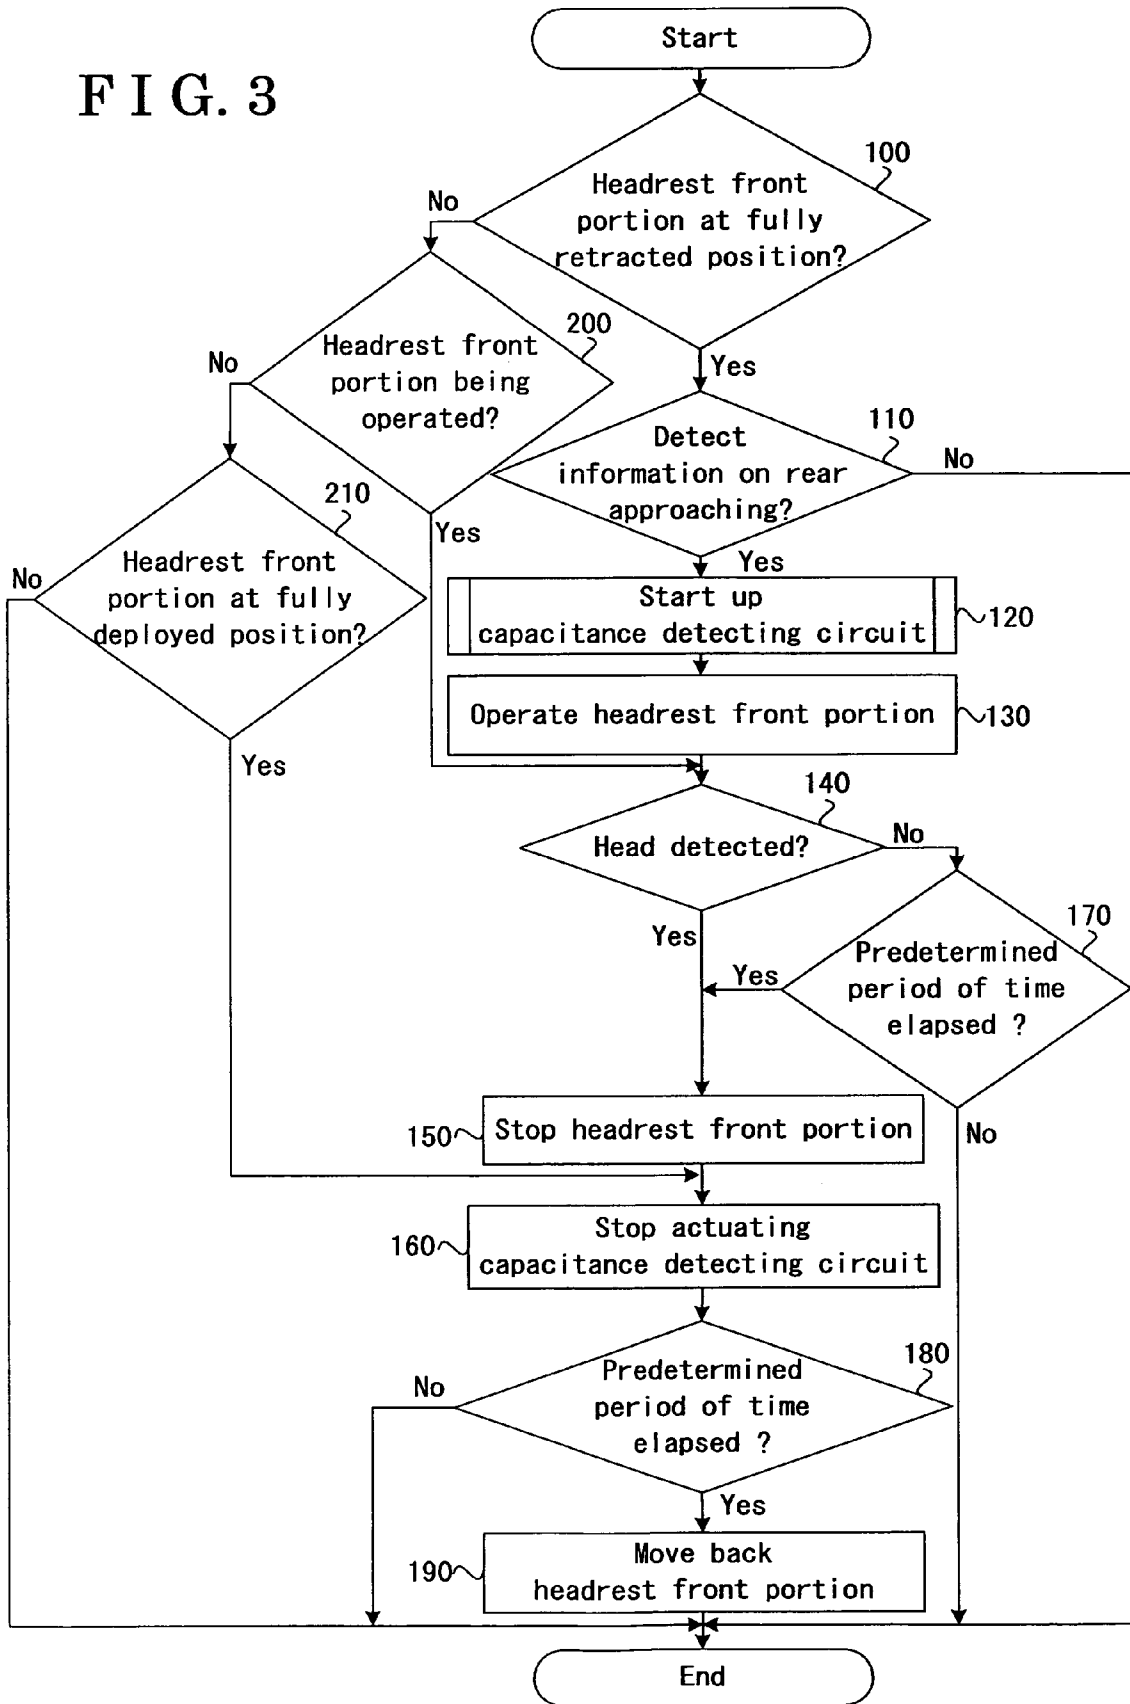 Start
FIG. 3
100
Headrest front
portion at fully
retracted position?
No
Yes
200
Headrest front
portion being
operated?
No
Yes
110
Detect
information on rear
approaching?
No
Yes
210
Headrest front
portion at fully
deployed position?
No
Yes
Start up
capacitance detecting circuit
120
Operate headrest front portion
130
140
Head detected?
No
Yes
170
Predetermined
period of time
elapsed ?
Yes
No
150
Stop headrest front portion
160
Stop actuating
capacitance detecting circuit
180
Predetermined
period of time
elapsed ?
No
Yes
190
Move back
headrest front portion
End